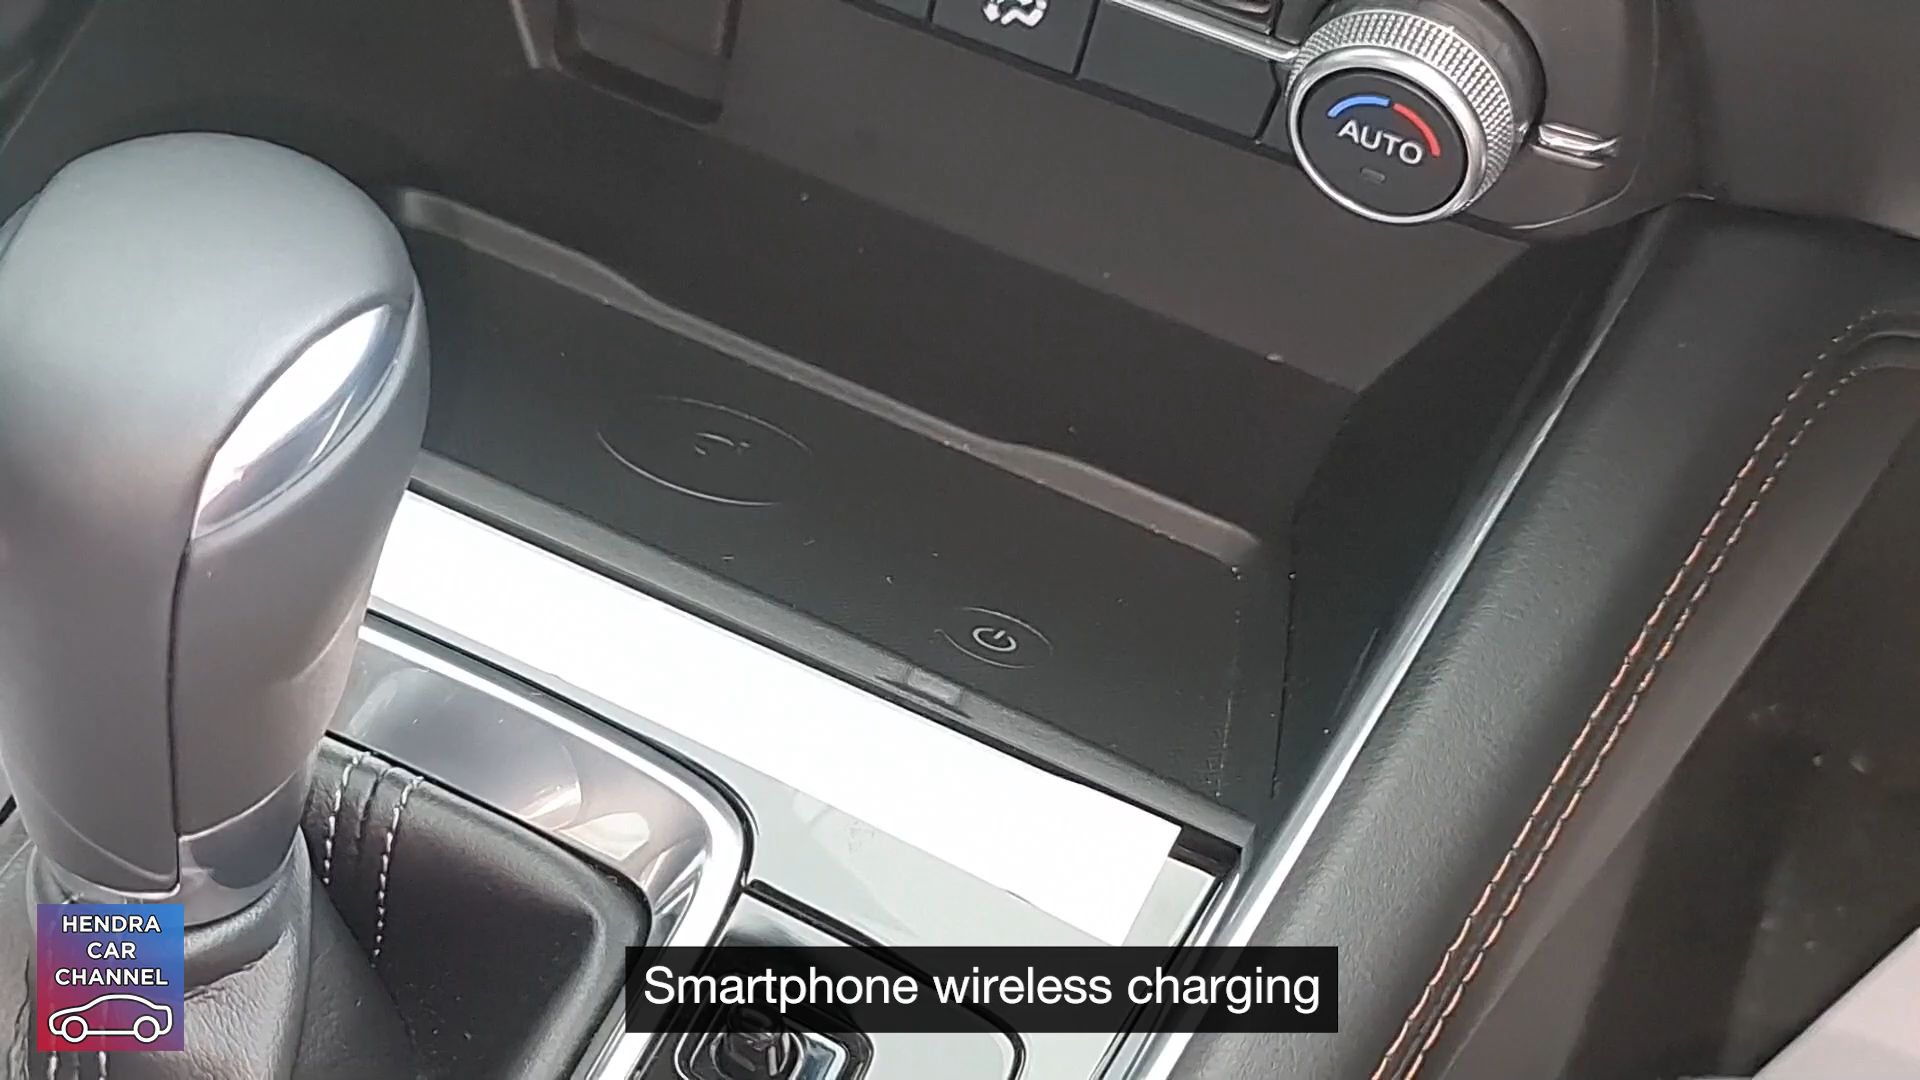 AUTO
HENDRA
CAR
CHANNEL
Smartphone wireless charging